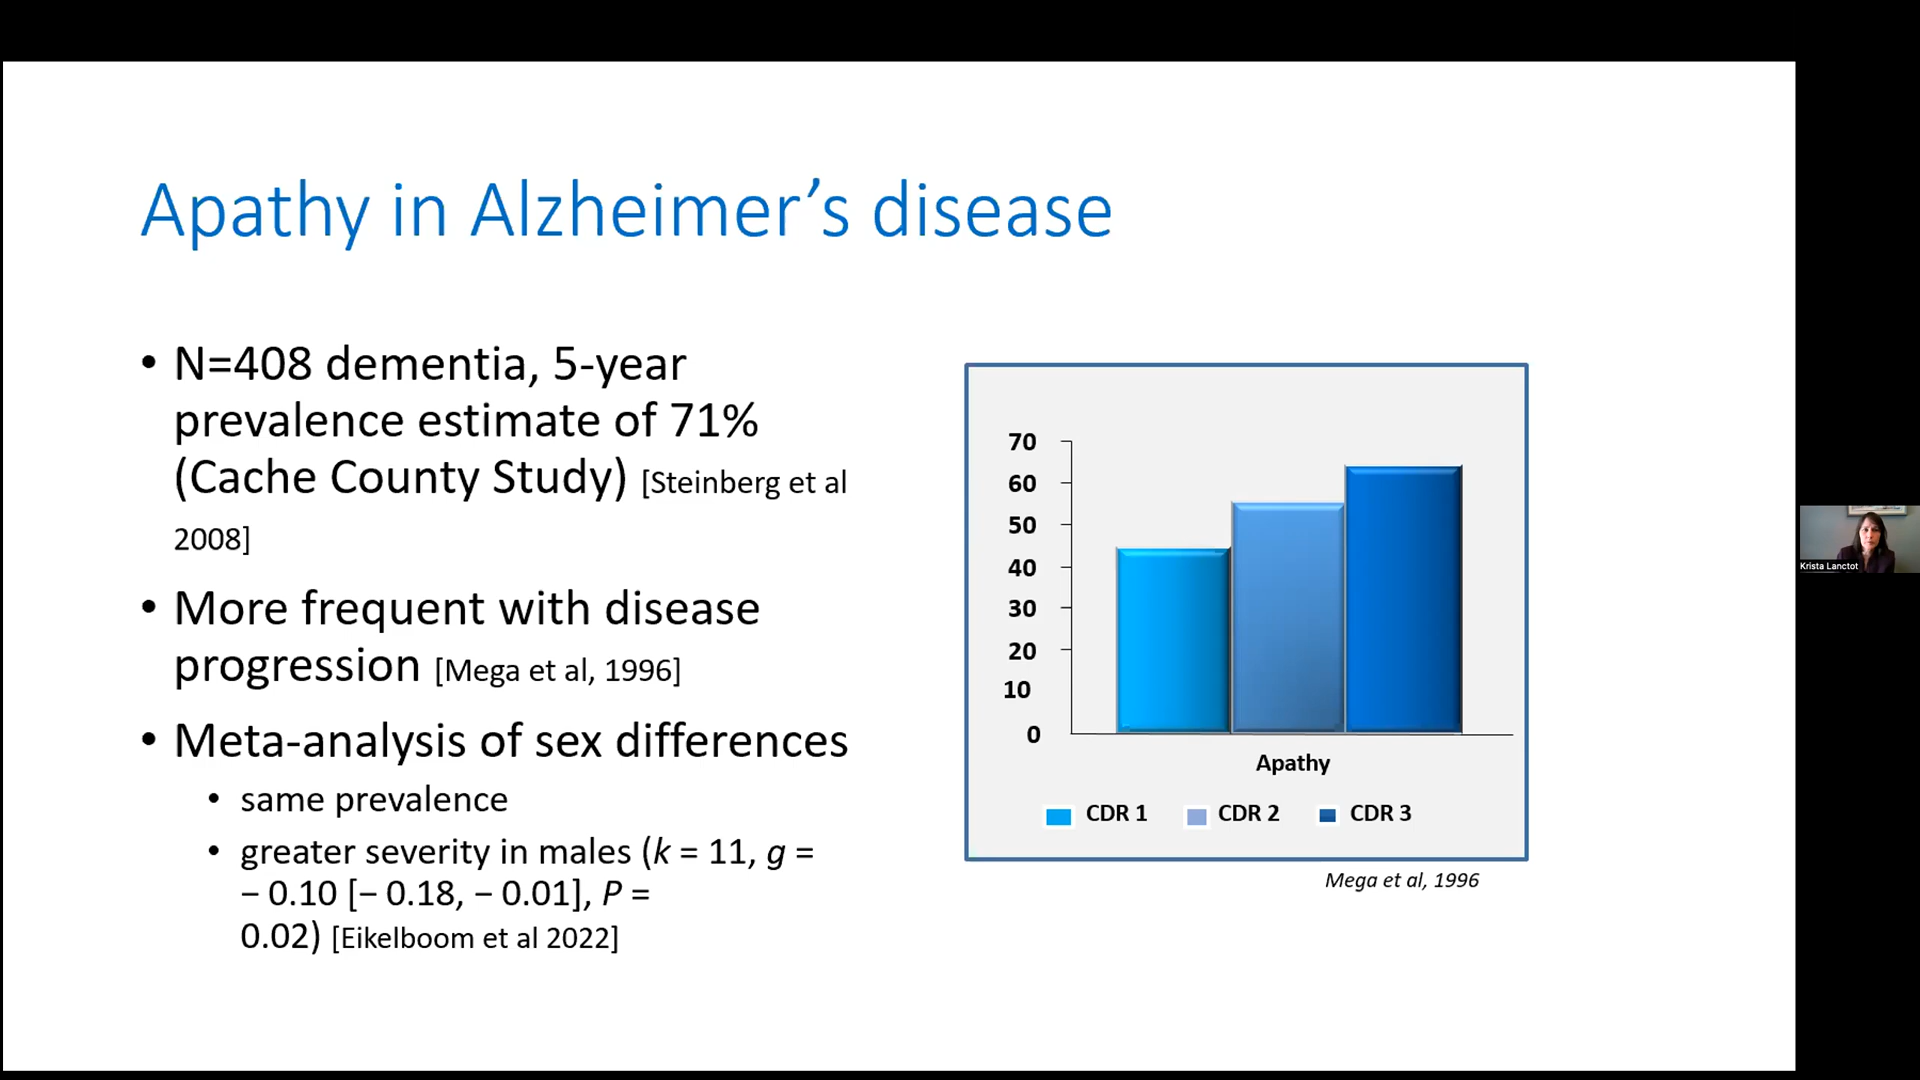 Apathy in Alzheimer’s disease
• N=408 dementia, 5-year
prevalence estimate of 71%
(Cache County Study) [Steinberg et al
2008]
• More frequent with disease
progression [Mega et al, 1996]
• Meta-analysis of sex differences
• same prevalence
• greater severity in males (k = 11, g =
− 0.10 [− 0.18, − 0.01], P =
0.02) [Eikelboom et al 2022]
70
60
50
40
30
20
10
0
Apathy
CDR 1 CDR 2 CDR 3
Mega et al, 1996
Krista Lanctot